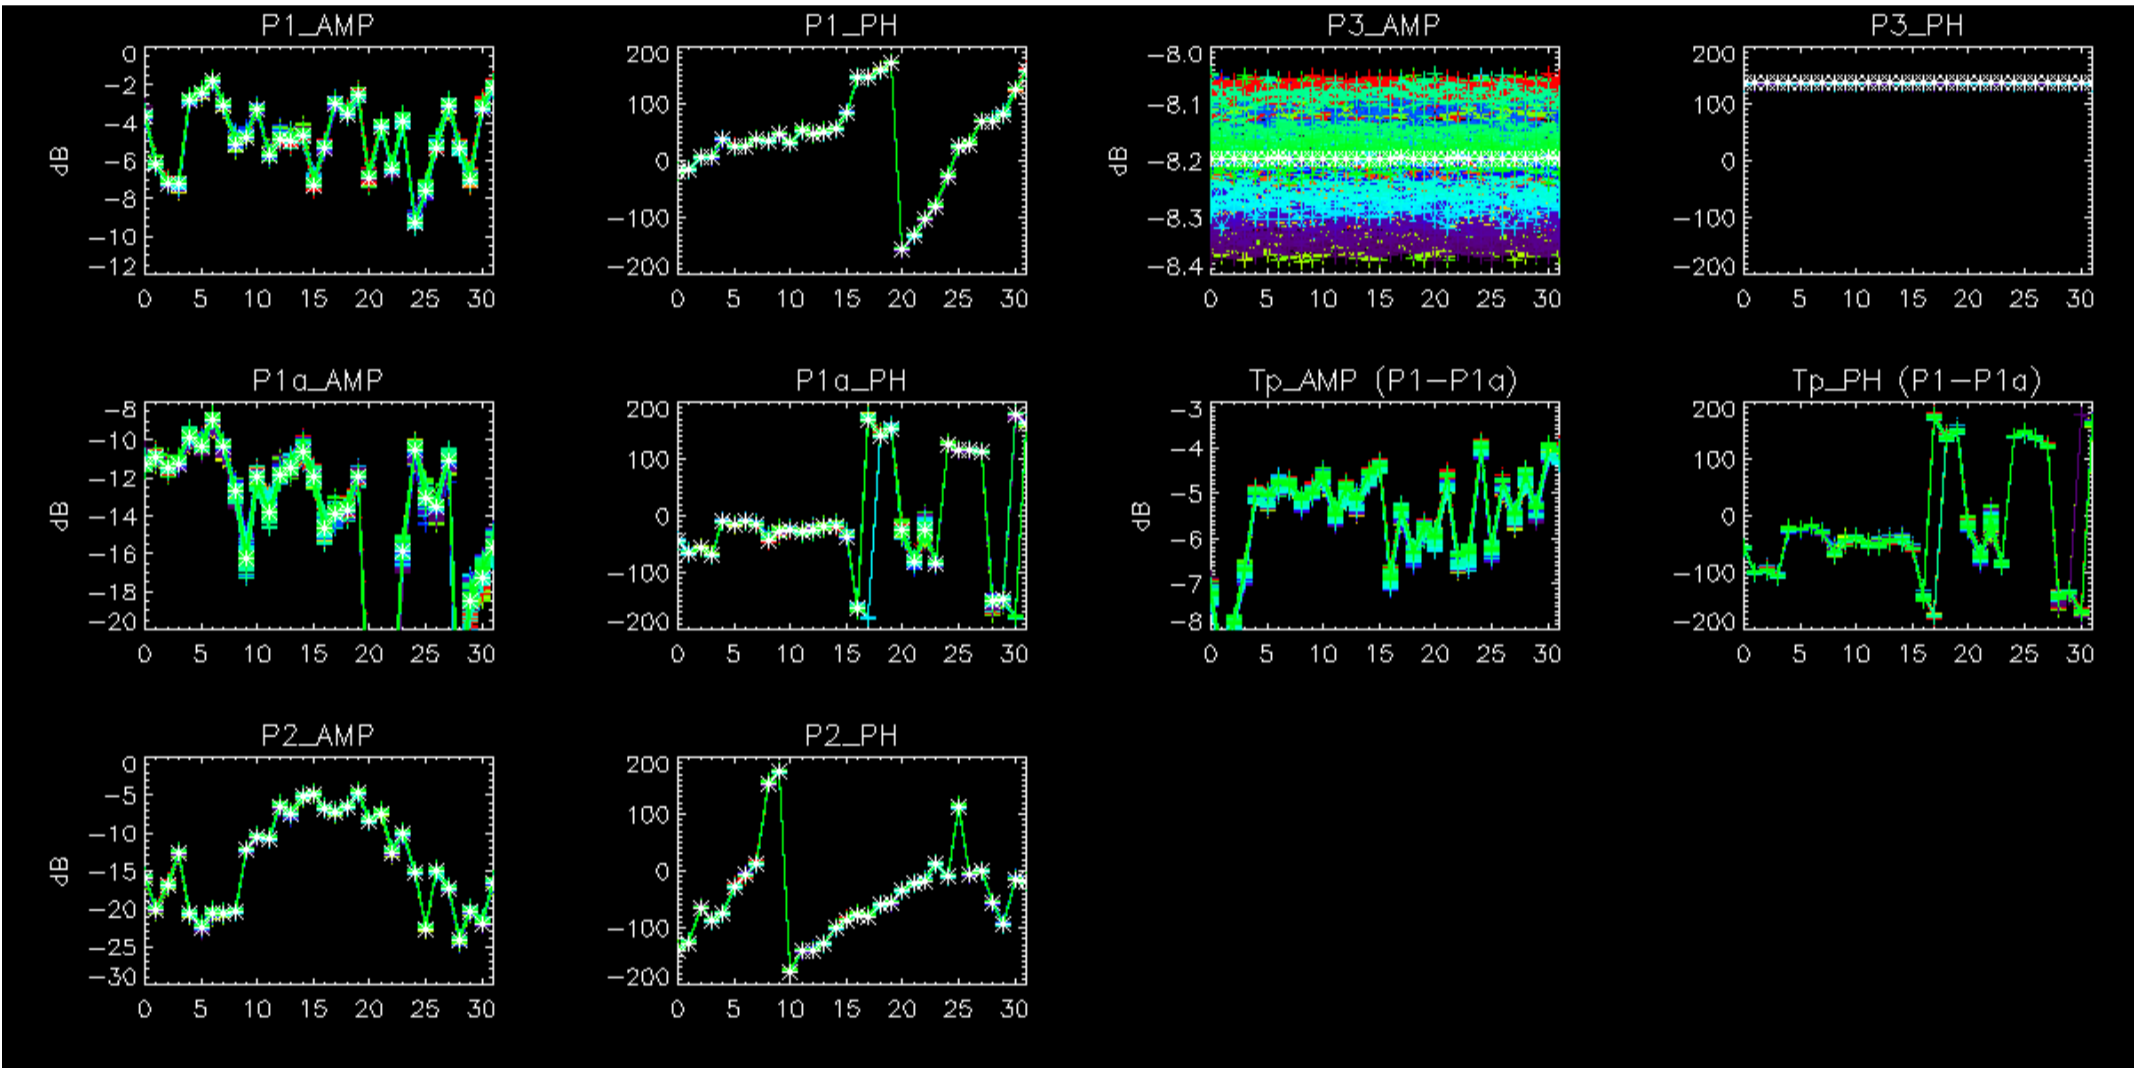 P1_AMP P1_PH P3_AMP P3_PH
0 200 −8.0 200
−2 100 −8.1 100
−4 0 −8.2 0
−6 −100 −8.3 −100
−8 −200 −8.4 −200
−10
−12
dB dB
0 5 10 15 20 25 30 0 5 10 15 20 25 30 0 5 10 15 20 25 30 0 5 10 15 20 25 30
P1a_AMP P1a_PH Tp_AMP (P1−P1a) Tp_PH (P1−P1a)
−8 200 −3 200
−10 100 −4 100
−12 0 −5 0
−14 −100 −6 −100
−16 −200 −7 −200
−18 −8
−20
dB dB
0 5 10 15 20 25 30 0 5 10 15 20 25 30 0 5 10 15 20 25 30 0 5 10 15 20 25 30
P2_AMP P2_PH
0 200
−5 100
−10 0
−15 −100
−20 −200
−25
−30
dB
0 5 10 15 20 25 30 0 5 10 15 20 25 30